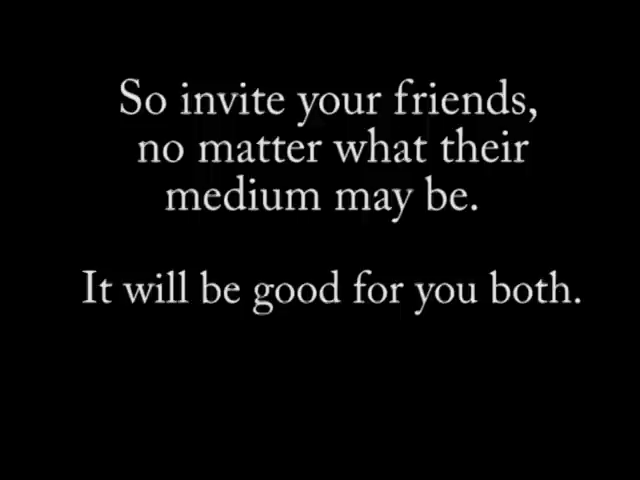 So invite your friends,
no matter what their
medium may be.
It will be good for you both.